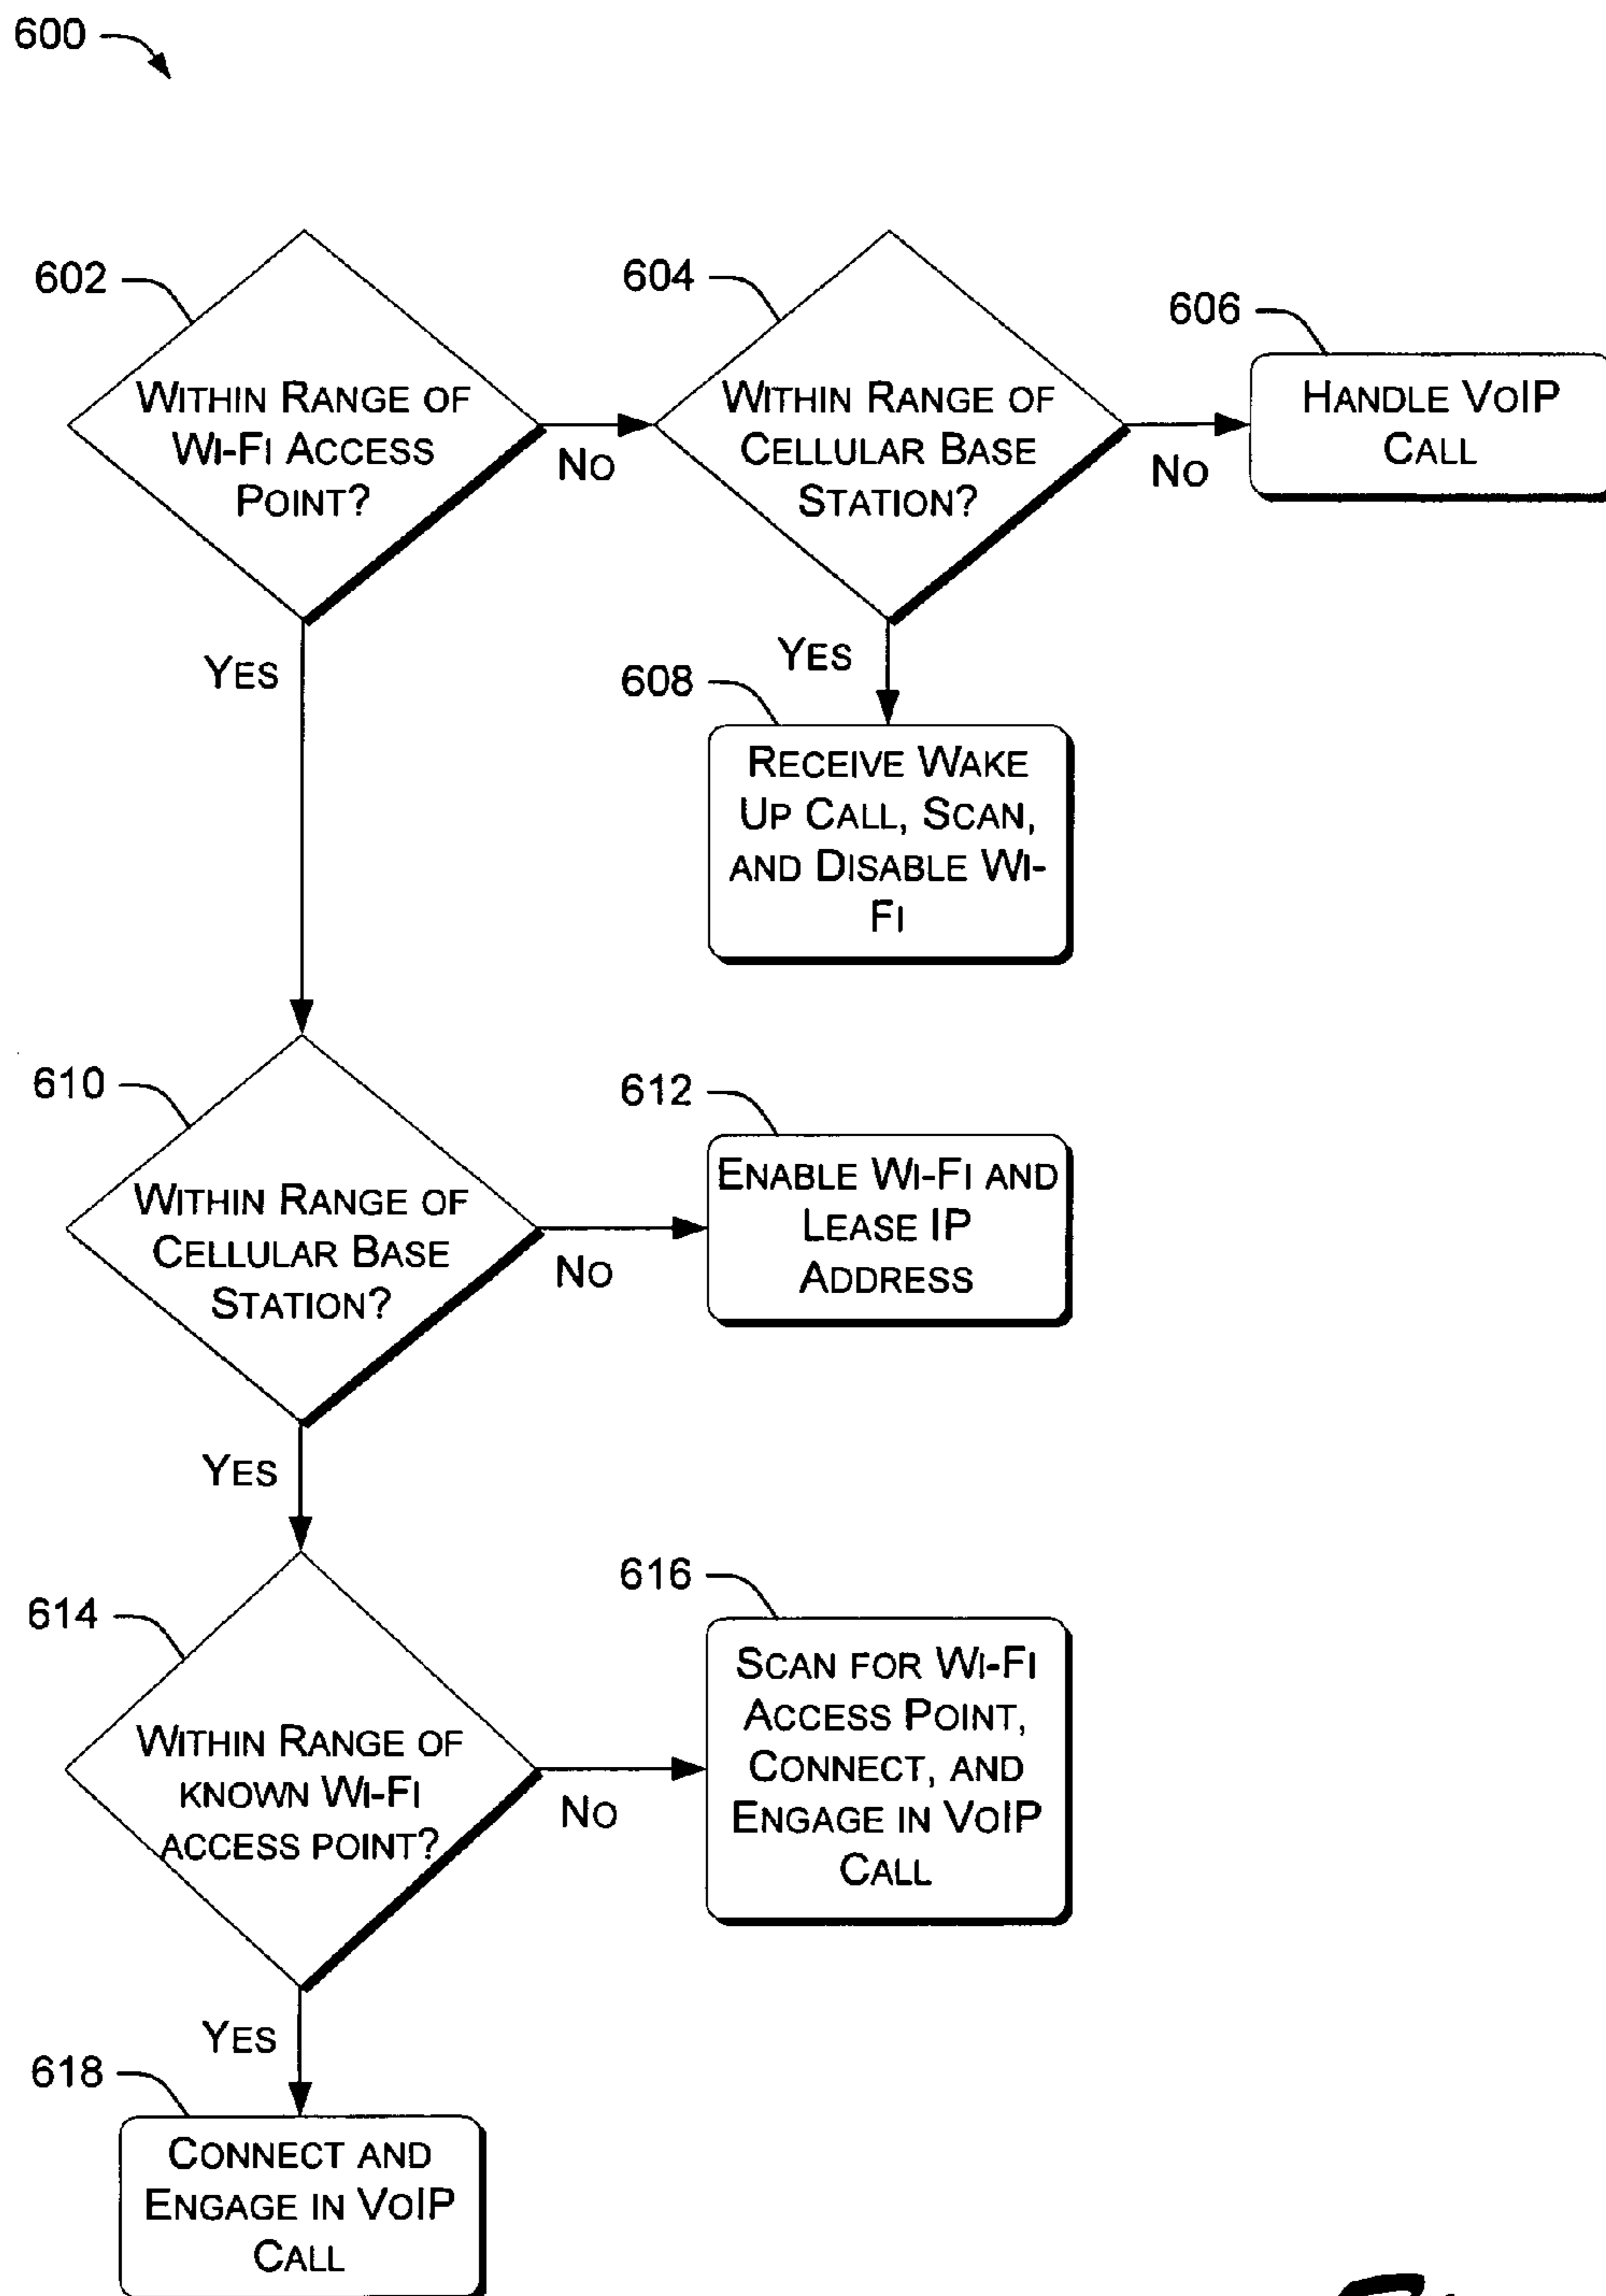 600
602
604
606
WITHIN RANGE OF
WI-FI ACCESS
POINT?
NO
WITHIN RANGE OF
CELLULAR BASE
STATION?
NO
HANDLE VOIP
CALL
YES
YES
608
RECEIVE WAKE
UP CALL, SCAN,
AND DISABLE WI-
FI
610
612
WITHIN RANGE OF
CELLULAR BASE
STATION?
NO
ENABLE WI-FI AND
LEASE IP
ADDRESS
YES
614
616
WITHIN RANGE OF
KNOWN WI-FI
ACCESS POINT?
NO
SCAN FOR WI-FI
ACCESS POINT,
CONNECT, AND
ENGAGE IN VOIP
CALL
YES
618
CONNECT AND
ENGAGE IN VOIP
CALL